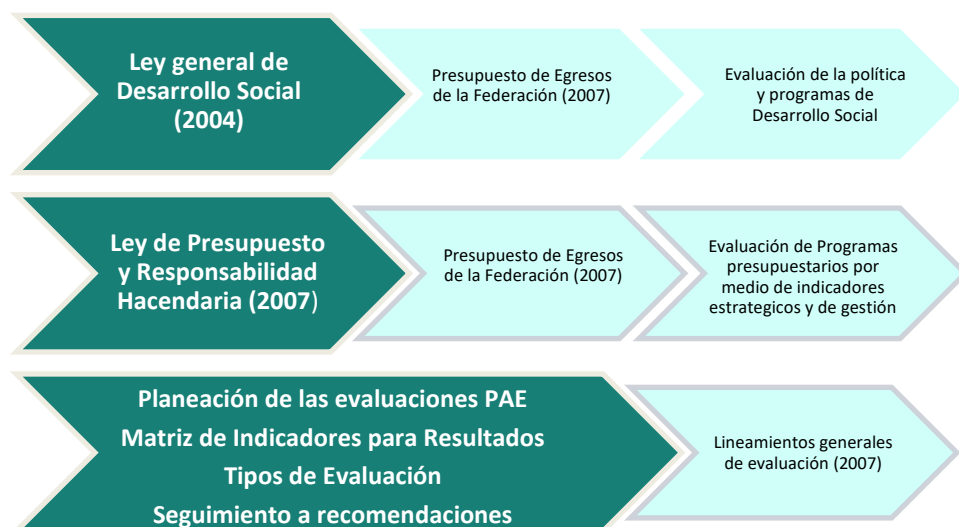 Ley general de
Desarrollo Social
(2004)
Presupuesto de Egresos
de la Federación (2007)
Evaluación de la política
y programas de
Desarrollo Social
Ley de Presupuesto
y Responsabilidad
Hacendaria (2007)
Presupuesto de Egresos
de la Federación (2007)
Evaluación de Programas
presupuestarios por
medio de indicadores
estrategicos y de gestión
Planeación de las evaluaciones PAE
Matriz de Indicadores para Resultados
Tipos de Evaluación
Seguimiento a recomendaciones
Lineamientos generales
de evaluación (2007)